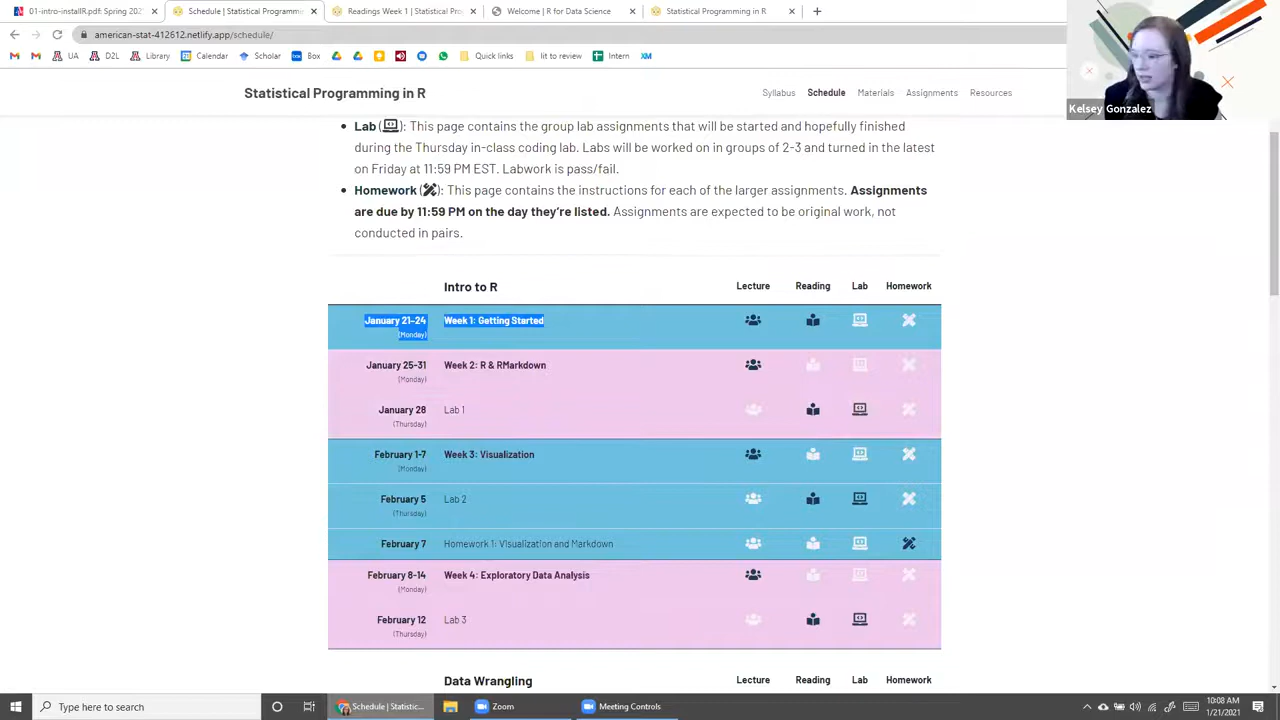 01-intro-installR.pdf: Spring 202
Schedule | Statistical Programmi
Readings Week 1 | Statistical Pro
Welcome | R for Data Science
Statistical Programming in R
american-stat-412612.netlify.app/schedule/
UA
D2L
Library
Calendar
Scholar
Box
Quick links
lit to review
Intern
Kelsey Gonzalez
Statistical Programming in R
Syllabus Schedule Materials Assignments Resources
Lab ( ): This page contains the group lab assignments that will be started and hopefully finished
during the Thursday in-class coding lab. Labs will be worked on in groups of 2-3 and turned in the latest
on Friday at 11:59 PM EST. Labwork is pass/fail.
Homework ( ): This page contains the instructions for each of the larger assignments. Assignments
are due by 11:59 PM on the day they're listed. Assignments are expected to be original work, not
conducted in pairs.
Intro to R Lecture Reading Lab Homework
January 21–24 Week 1: Getting Started
(Monday)
January 25-31 Week 2: R & RMarkdown
(Monday)
January 28 Lab 1
(Thursday)
February 1-7 Week 3: Visualization
(Monday)
February 5 Lab 2
(Thursday)
February 7 Homework 1: Visualization and Markdown
February 8-14 Week 4: Exploratory Data Analysis
(Monday)
February 12 Lab 3
(Thursday)
Data Wrangling Lecture Reading Lab Homework
Type here to search
Schedule | Statistic...
Zoom
Meeting Controls
10:08 AM
1/21/2021